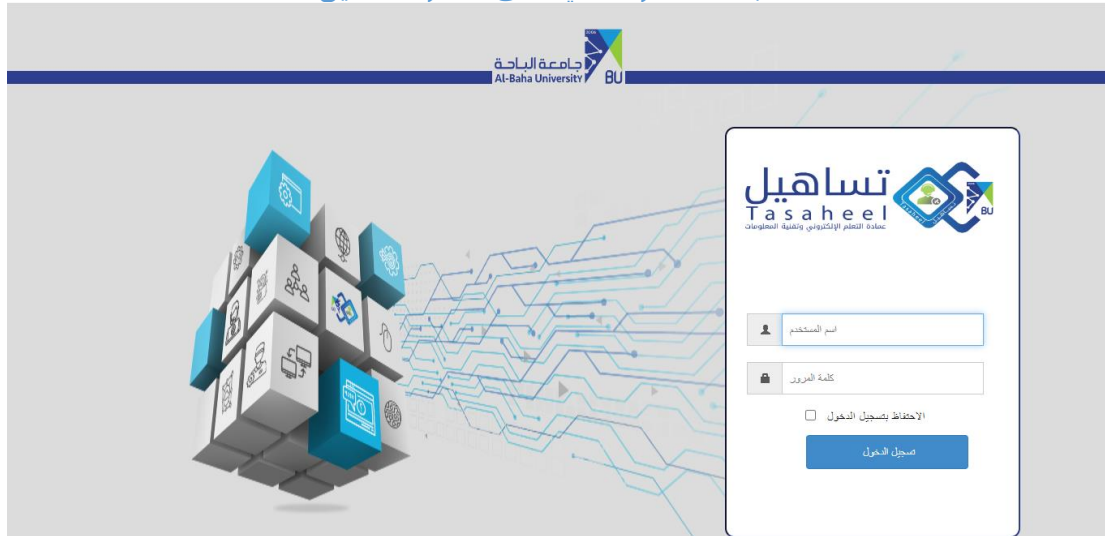 جامعة الباحة
Al-Baha University
BU
تساهيل
Tasaheel
عمادة التعلم الإلكتروني وتقنية المعلومات
BU
اسم المستخدم
كلمة المرور
الاحتفاظ بتسجيل الدخول
تسجيل الدخول